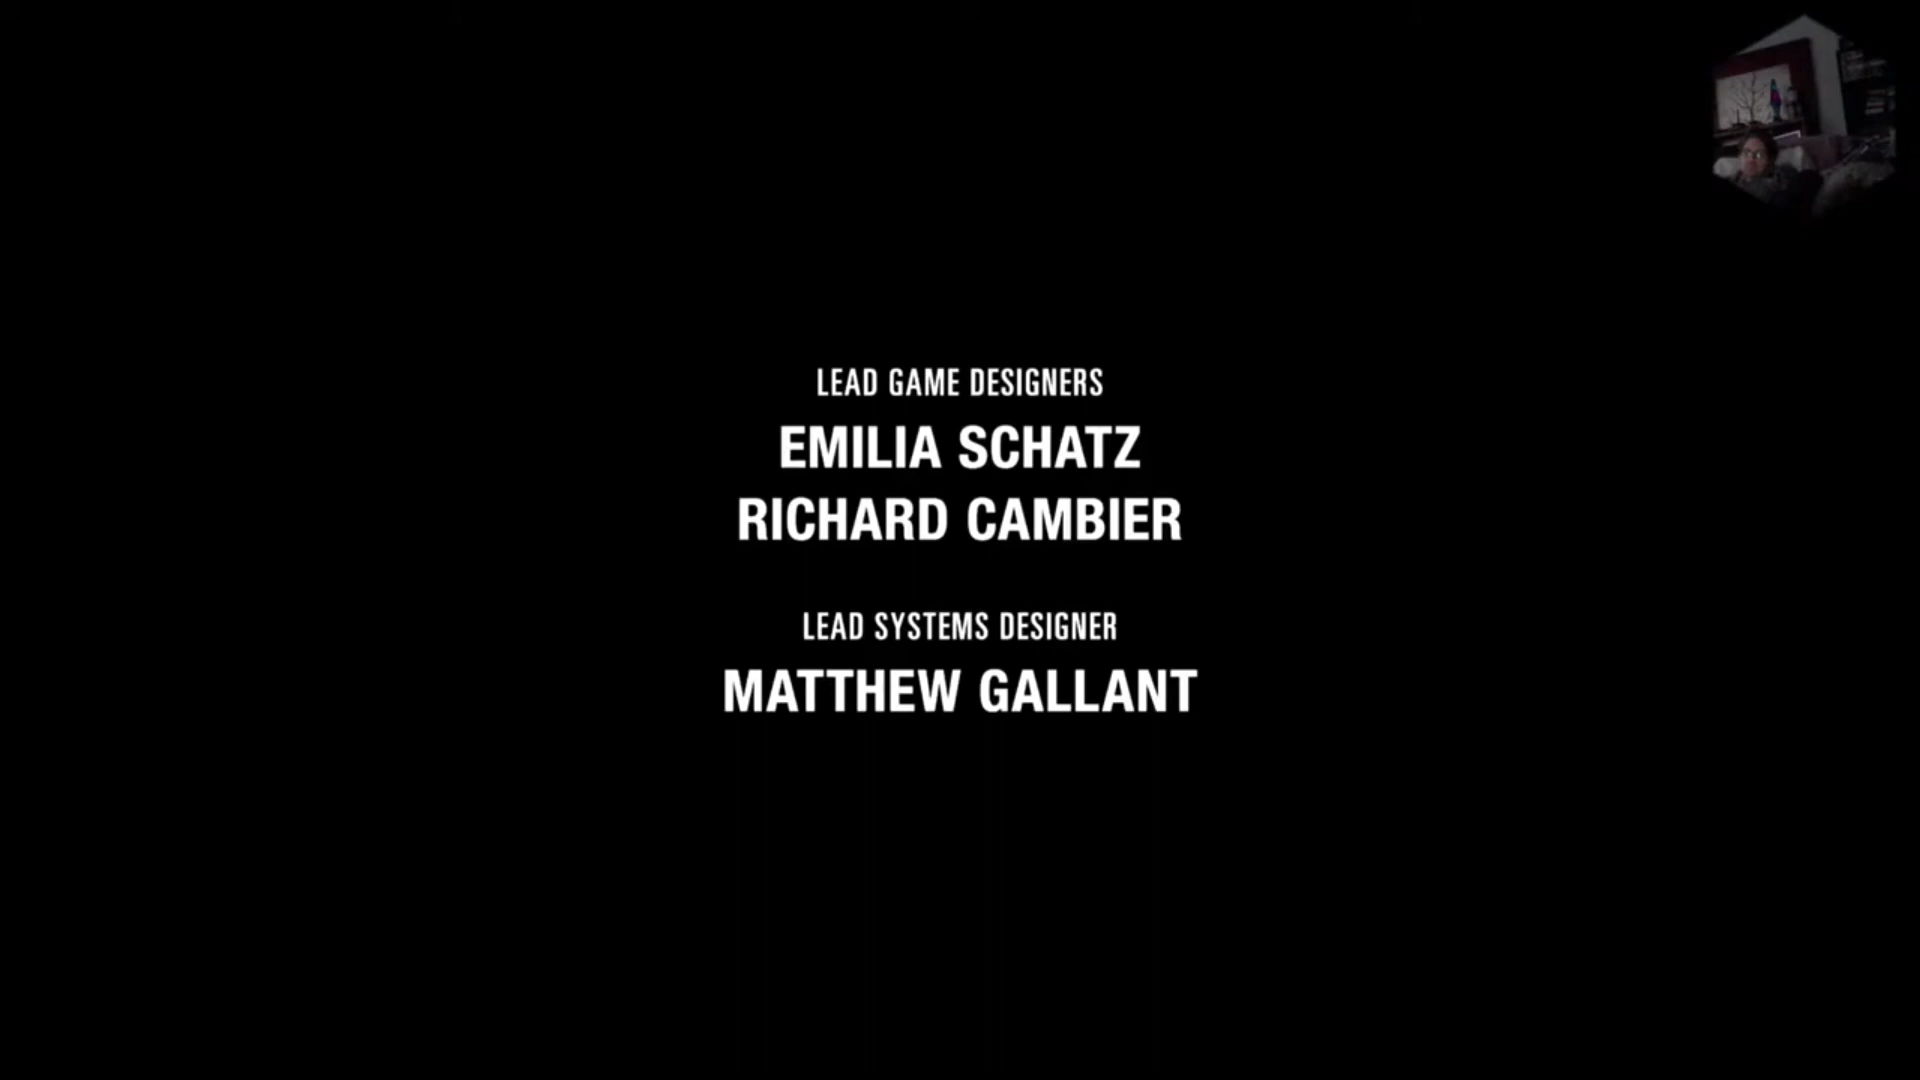 LEAD GAME DESIGNERS
EMILIA SCHATZ
RICHARD CAMBIER
LEAD SYSTEMS DESIGNER
MATTHEW GALLANT